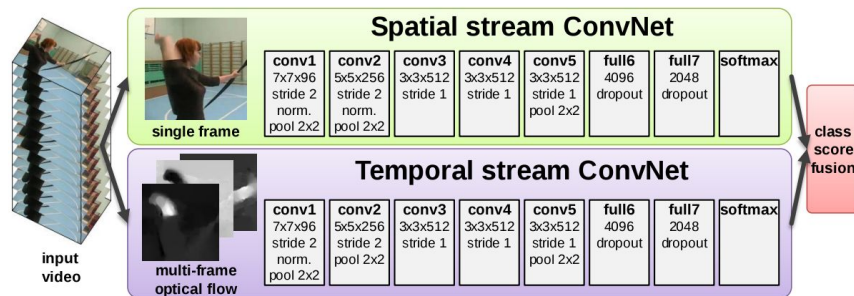 Spatial stream ConvNet
conv1
7x7x96
stride 2
norm.
pool 2x2
conv2
5x5x256
stride 2
norm.
pool 2x2
conv3
3x3x512
stride 1
conv4
3x3x512
stride 1
conv5
3x3x512
stride 1
pool 2x2
full6
4096
dropout
full7
2048
dropout
softmax
single frame
Temporal stream ConvNet
conv1
7x7x96
stride 2
norm.
pool 2x2
conv2
5x5x256
stride 2
pool 2x2
conv3
3x3x512
stride 1
conv4
3x3x512
stride 1
conv5
3x3x512
stride 1
pool 2x2
full6
4096
dropout
full7
2048
dropout
softmax
multi-frame
optical flow
input
video
class
score
fusion